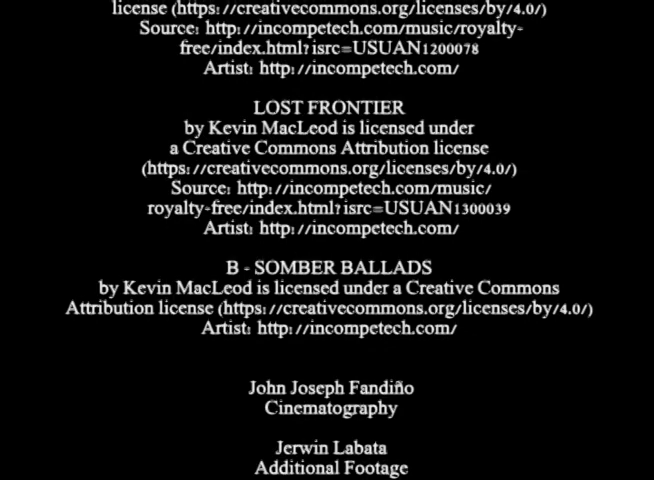 license (https://creativecommons.org/licenses/by/4.0/)
Source: http://incompetech.com/music/royalty-
free/index.html?isrc=USUAN1200078
Artist: http://incompetech.com/
LOST FRONTIER
by Kevin MacLeod is licensed under
a Creative Commons Attribution license
(https://creativecommons.org/licenses/by/4.0/)
Source: http://incompetech.com/music/
royalty-free/index.html?isrc=USUAN1300039
Artist: http://incompetech.com/
B - SOMBER BALLADS
by Kevin MacLeod is licensed under a Creative Commons
Attribution license (https://creativecommons.org/licenses/by/4.0/)
Artist: http://incompetech.com/
John Joseph Fandiño
Cinematography
Jerwin Labata
Additional Footage